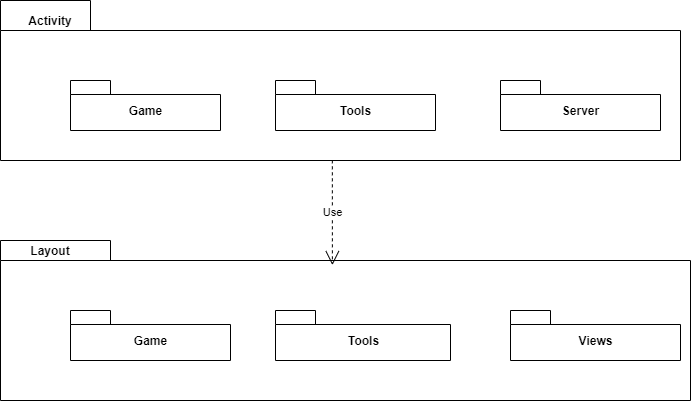 Activity
Game
Tools
Server
Use
Layout
Game
Tools
Views